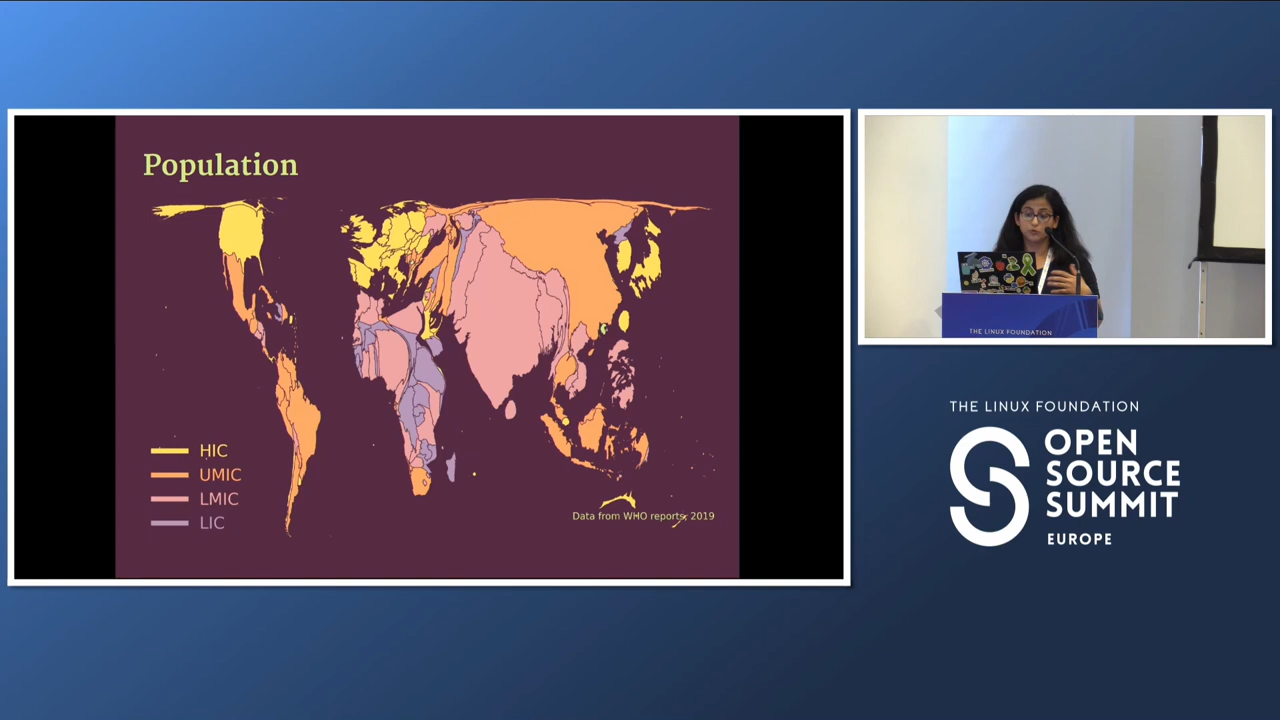 Population
HIC
UMIC
LMIC
LIC
Data from WHO reports, 2019
THE LINUX FOUNDATION
THE LINUX FOUNDATION
OPEN
SOURCE
SUMMIT
EUROPE